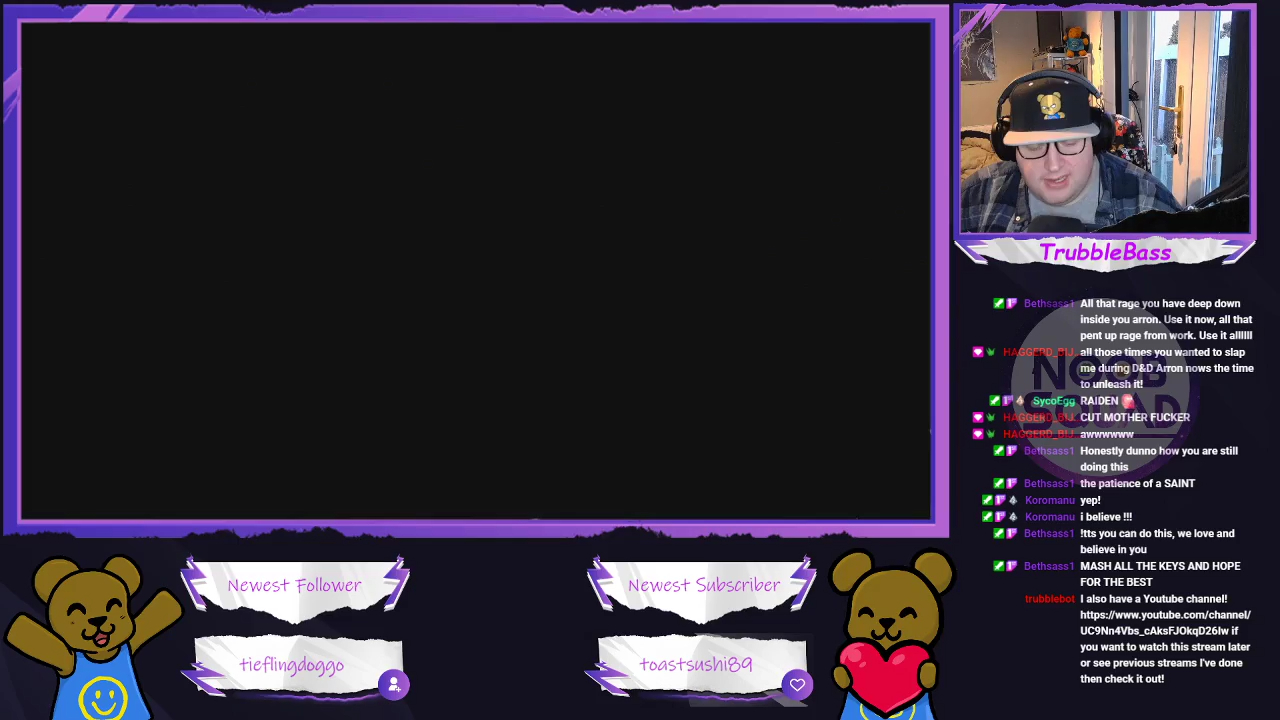 TrubbleBass
Bethsass1 All that rage you have deep down
inside you arron. Use it now, all that
pent up rage from work. Use it allllll
HAGGERD_BIJ.. all those times you wanted to slap
me during D&D Arron nows the time
to unleash it!
SycoEgg RAIDEN
HAGGERD_BIJ.. CUT MOTHER FUCKER
HAGGERD_BIJ.. awwwwww
Bethsass1 Honestly dunno how you are still
doing this
Bethsass1 the patience of a SAINT
Koromanu yep!
Koromanu i believe !!!
Bethsass1 !tts you can do this, we love and
believe in you
Bethsass1 MASH ALL THE KEYS AND HOPE
FOR THE BEST
trubblebot I also have a Youtube channel!
https://www.youtube.com/channel/
UC9Nn4Vbs_cAksFJOkqD26Iw if
you want to watch this stream later
or see previous streams I've done
then check it out!
NOOB
SQUAD
Newest Follower
tieflingdoggo
Newest Subscriber
toastsushi89